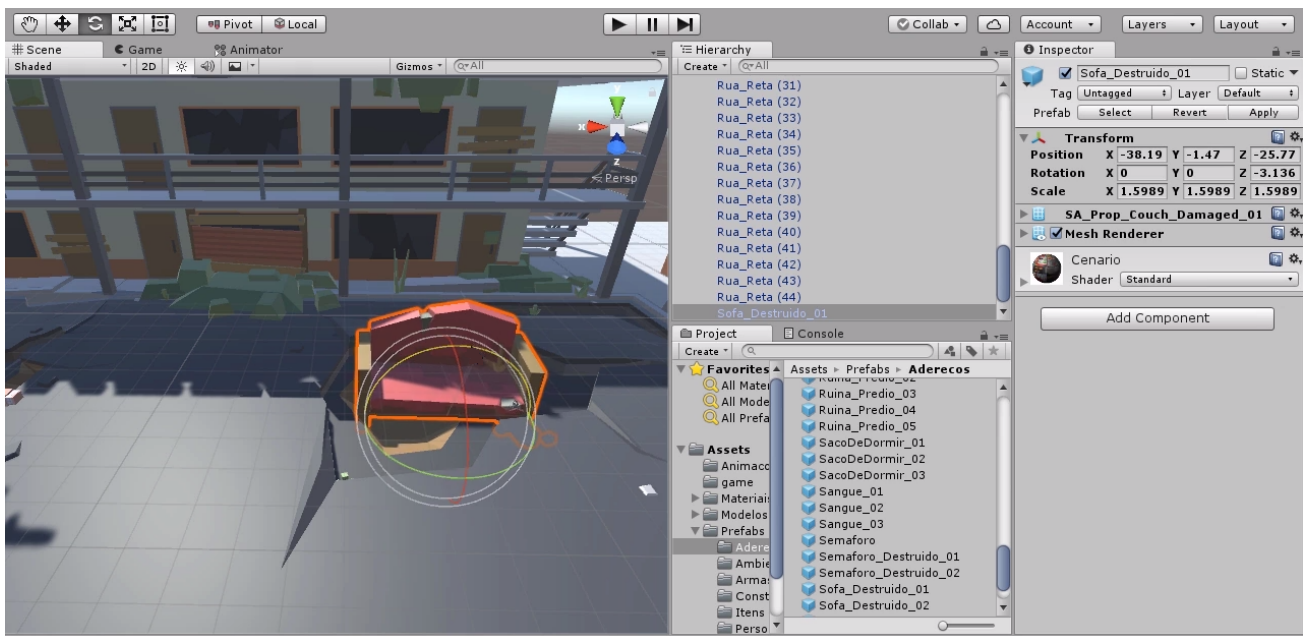 Pivot Local Collab Account Layers Layout
Scene Game Animator
Shaded 2D Gizmos All
y
x
z
Persp
Hierarchy
Create All
Rua_Reta (31)
Rua_Reta (32)
Rua_Reta (33)
Rua_Reta (34)
Rua_Reta (35)
Rua_Reta (36)
Rua_Reta (37)
Rua_Reta (38)
Rua_Reta (39)
Rua_Reta (40)
Rua_Reta (41)
Rua_Reta (42)
Rua_Reta (43)
Rua_Reta (44)
Sofa_Destruido_01
Project Console
Create
Favorites
All Mater
All Mode
All Prefa
Assets
Animaco
game
Materiai
Modelos
Prefabs
Adere
Ambie
Arma
Const
Itens
Perso
Assets Prefabs Aderecos
Ruina_Predio_02
Ruina_Predio_03
Ruina_Predio_04
Ruina_Predio_05
SacoDeDormir_01
SacoDeDormir_02
SacoDeDormir_03
Sangue_01
Sangue_02
Sangue_03
Semaforo
Semaforo_Destruido_01
Semaforo_Destruido_02
Sofa_Destruido_01
Sofa_Destruido_02
Inspector
Sofa_Destruido_01 Static
Tag Untagged Layer Default
Prefab Select Revert Apply
Transform
Position X -38.19 Y -1.47 Z -25.77
Rotation X 0 Y 0 Z -3.136
Scale X 1.5989 Y 1.5989 Z 1.5989
SA_Prop_Couch_Damaged_01
Mesh Renderer
Cenario
Shader Standard
Add Component